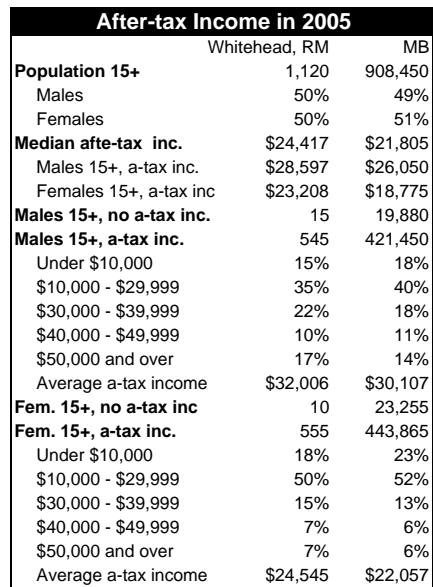 After-tax Income in 2005
Whitehead, RM MB
Population 15+ 1,120 908,450
Males 50% 49%
Females 50% 51%
Median afte-tax inc. $24,417 $21,805
Males 15+, a-tax inc. $28,597 $26,050
Females 15+, a-tax inc $23,208 $18,775
Males 15+, no a-tax inc. 15 19,880
Males 15+, a-tax inc. 545 421,450
Under $10,000 15% 18%
$10,000 - $29,999 35% 40%
$30,000 - $39,999 22% 18%
$40,000 - $49,999 10% 11%
$50,000 and over 17% 14%
Average a-tax income $32,006 $30,107
Fem. 15+, no a-tax inc 10 23,255
Fem. 15+, a-tax inc. 555 443,865
Under $10,000 18% 23%
$10,000 - $29,999 50% 52%
$30,000 - $39,999 15% 13%
$40,000 - $49,999 7% 6%
$50,000 and over 7% 6%
Average a-tax income $24,545 $22,057